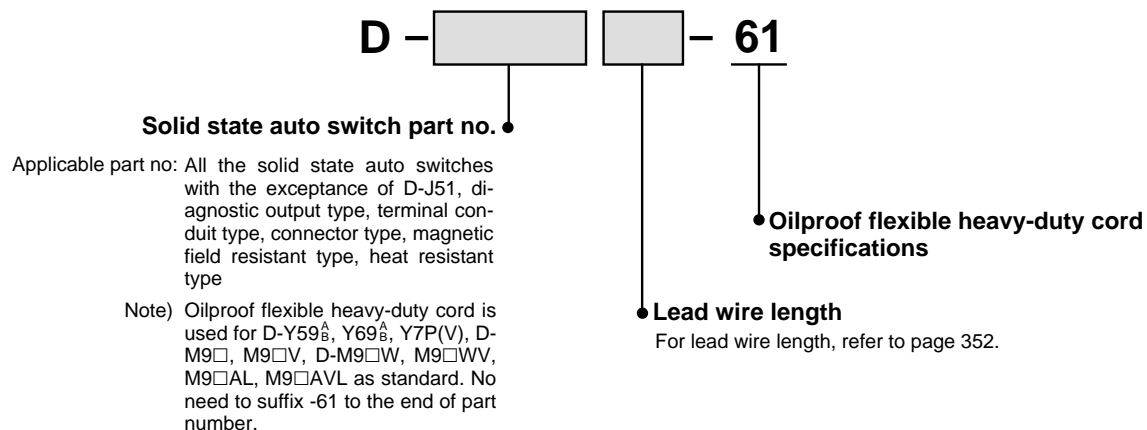 D – – 61
Solid state auto switch part no.
Applicable part no: All the solid state auto switches
with the exceptance of D-J51, di-
agnostic output type, terminal con-
duit type, connector type, magnetic
field resistant type, heat resistant
type
Note) Oilproof flexible heavy-duty cord is
used for D-Y59A/B, Y69A/B, Y7P(V), D-
M9□, M9□V, D-M9□W, M9□WV,
M9□AL, M9□AVL as standard. No
need to suffix -61 to the end of part
number.
Oilproof flexible heavy-duty cord
specifications
Lead wire length
For lead wire length, refer to page 352.